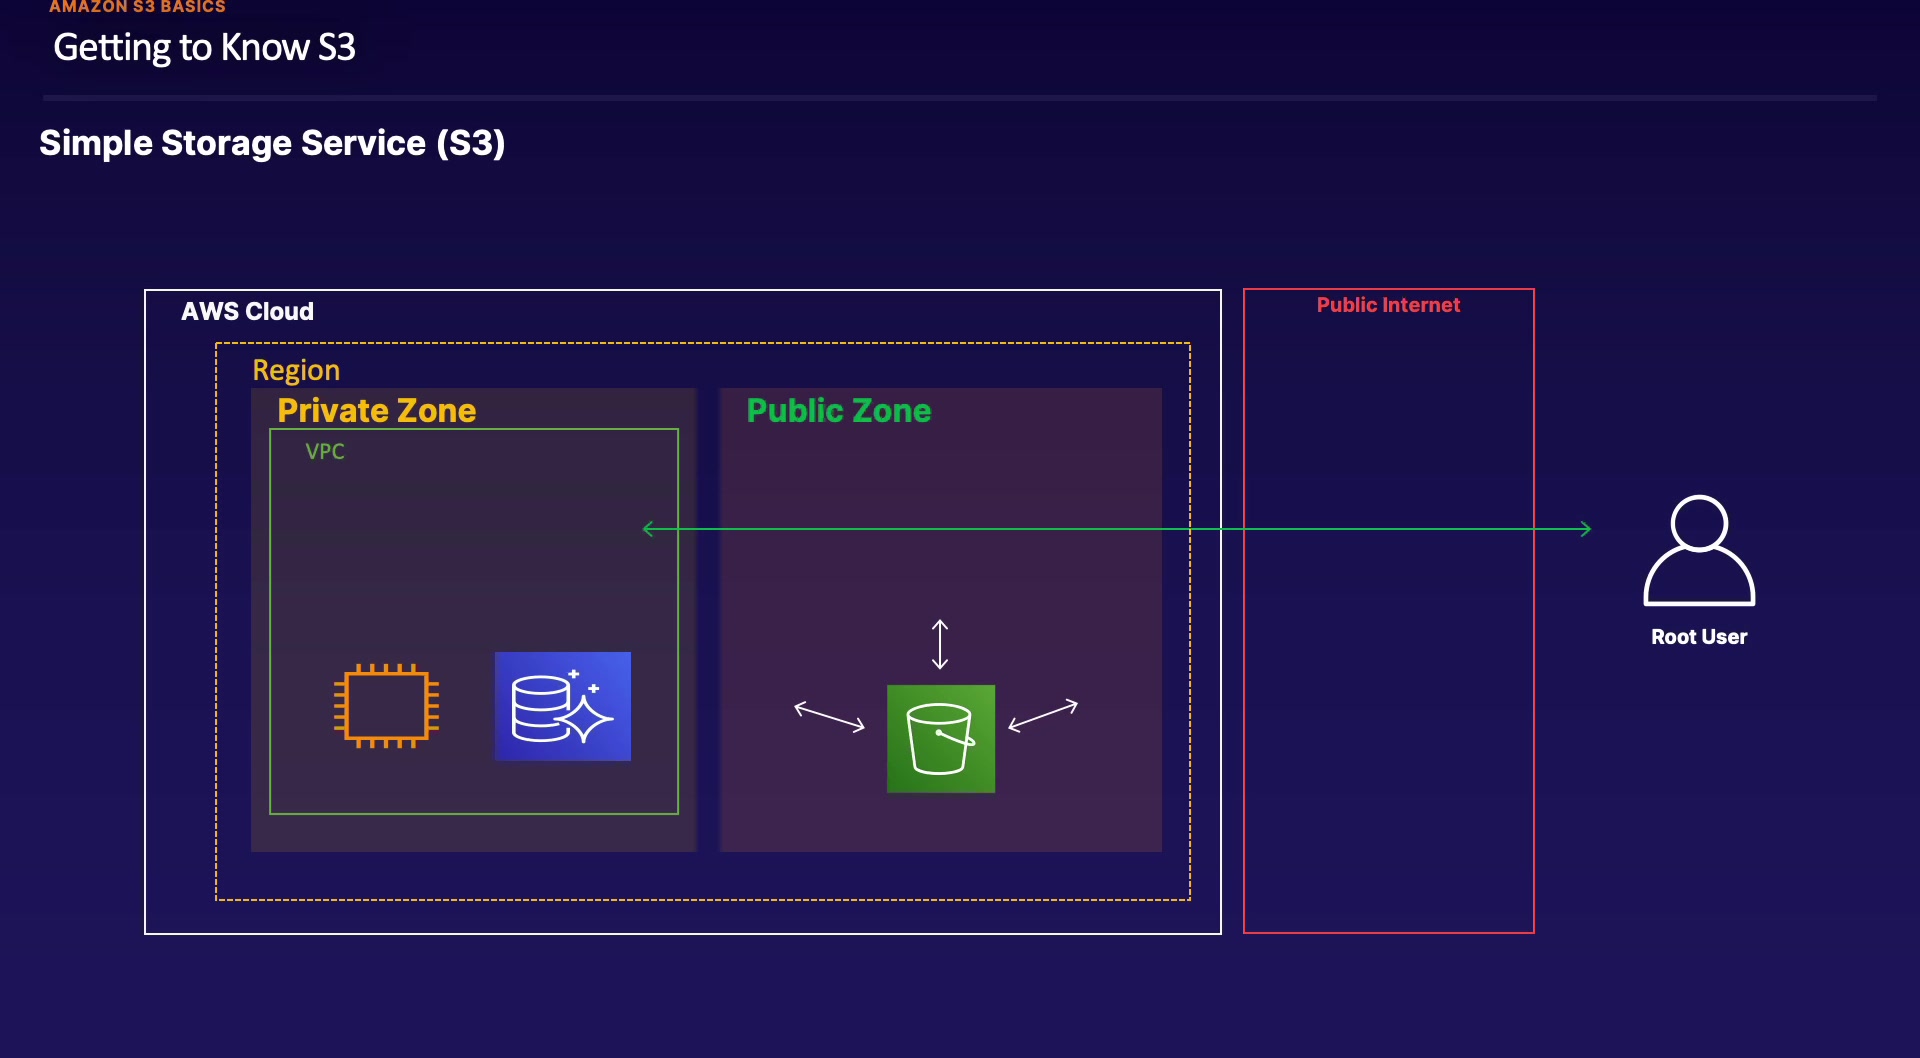 AMAZON S3 BASICS
Getting to Know S3
Simple Storage Service (S3)
AWS Cloud
Public Internet
Region
Private Zone
Public Zone
VPC
Root User